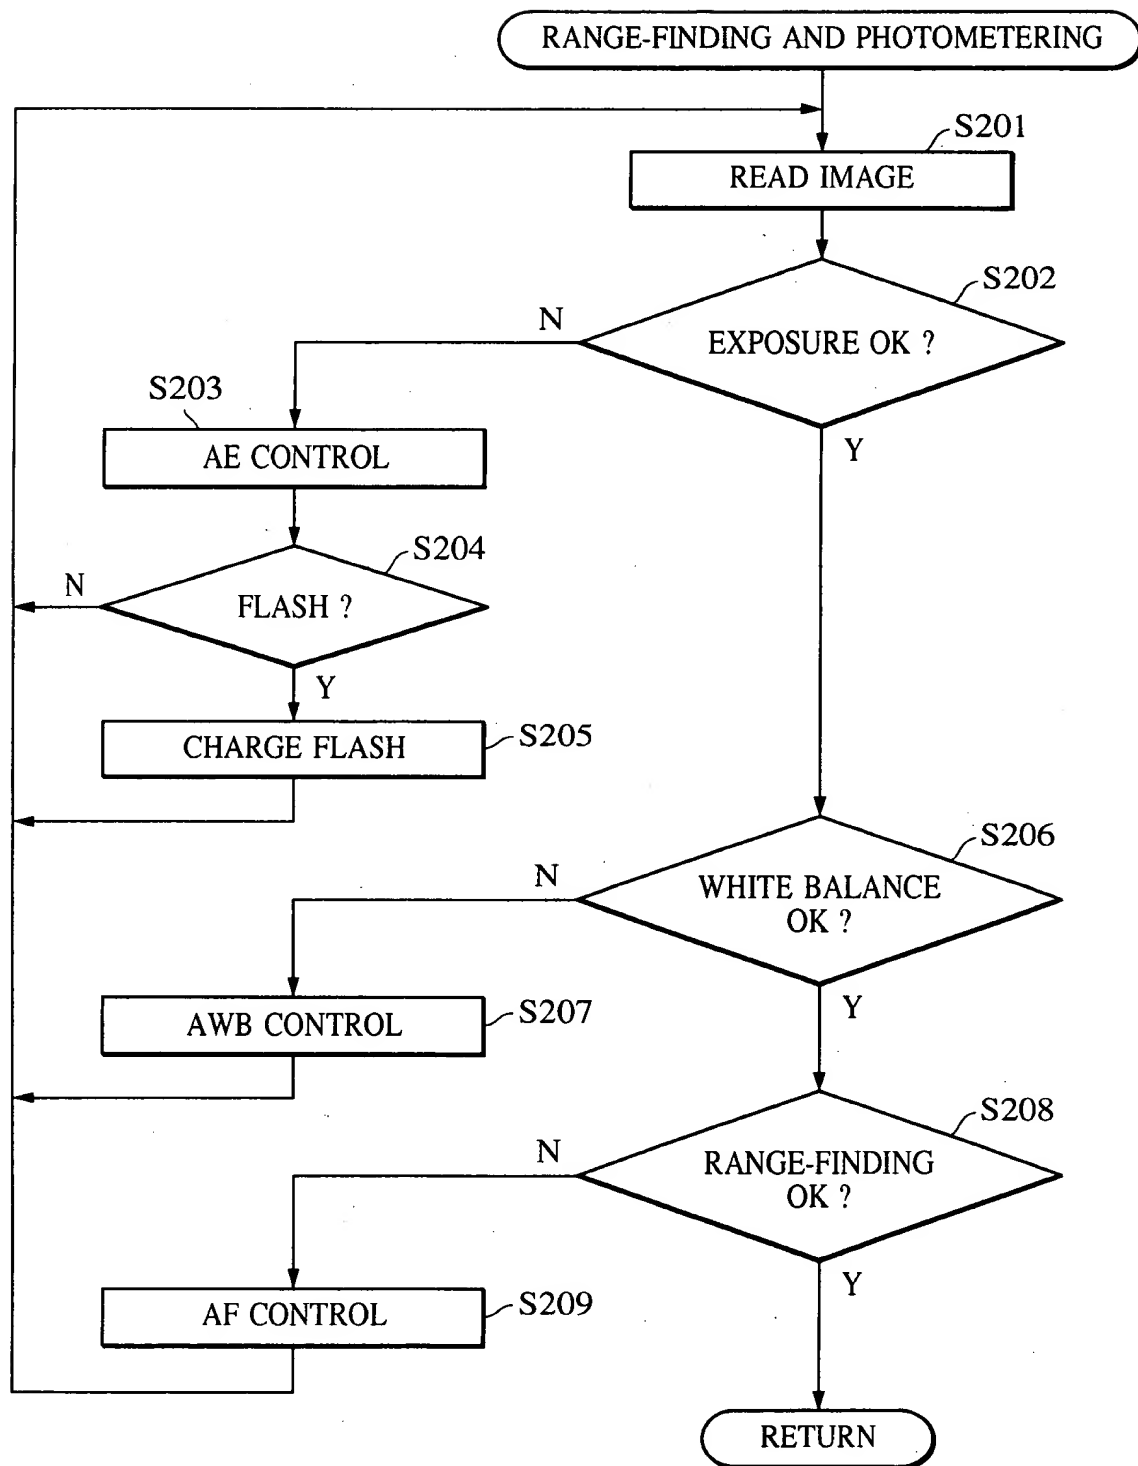 RANGE-FINDING AND PHOTOMETERING
S201
READ IMAGE
S202
N
EXPOSURE OK ?
S203
Y
AE CONTROL
S204
N
FLASH ?
Y
CHARGE FLASH
S205
S206
N
WHITE BALANCE
OK ?
AWB CONTROL
S207
Y
S208
N
RANGE-FINDING
OK ?
Y
AF CONTROL
S209
RETURN